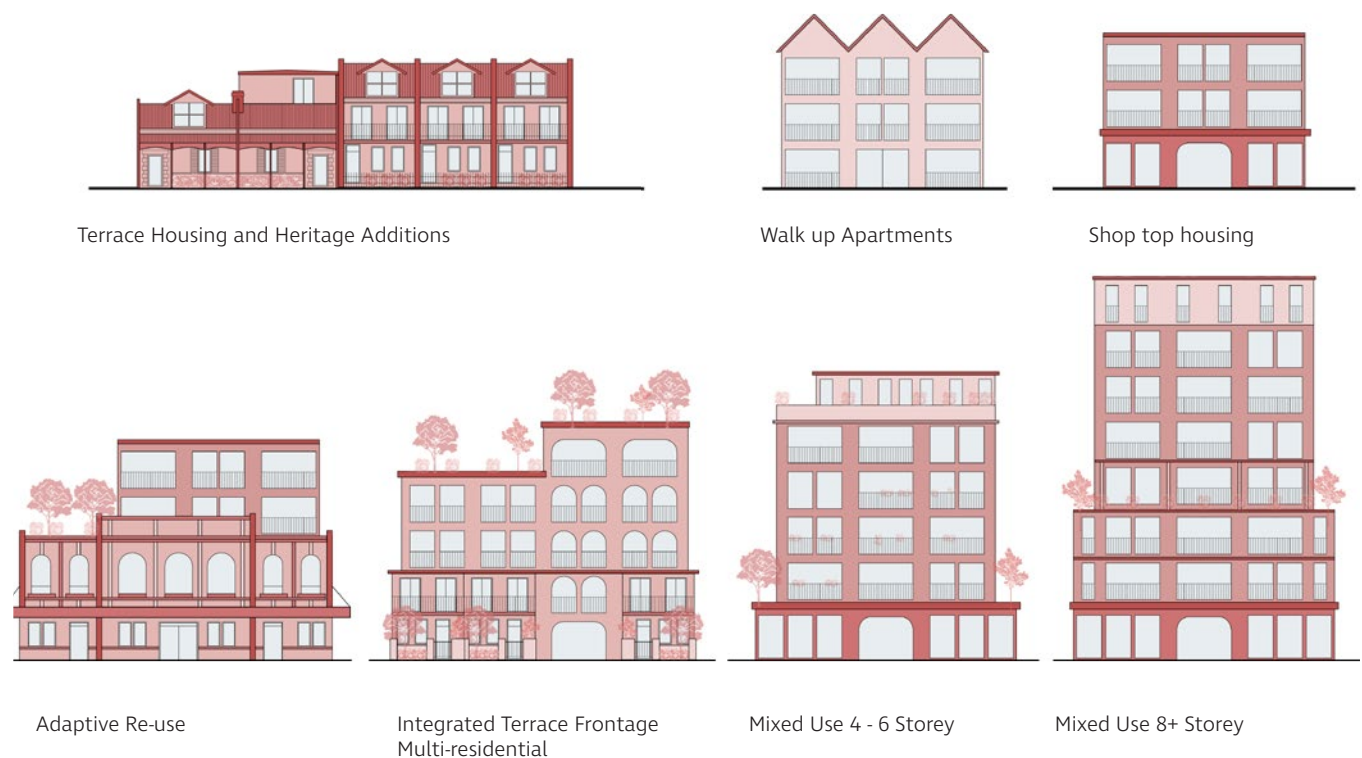 Terrace Housing and Heritage Additions
Walk up Apartments
Shop top housing
Adaptive Re-use
Integrated Terrace Frontage
Multi-residential
Mixed Use 4 - 6 Storey
Mixed Use 8+ Storey